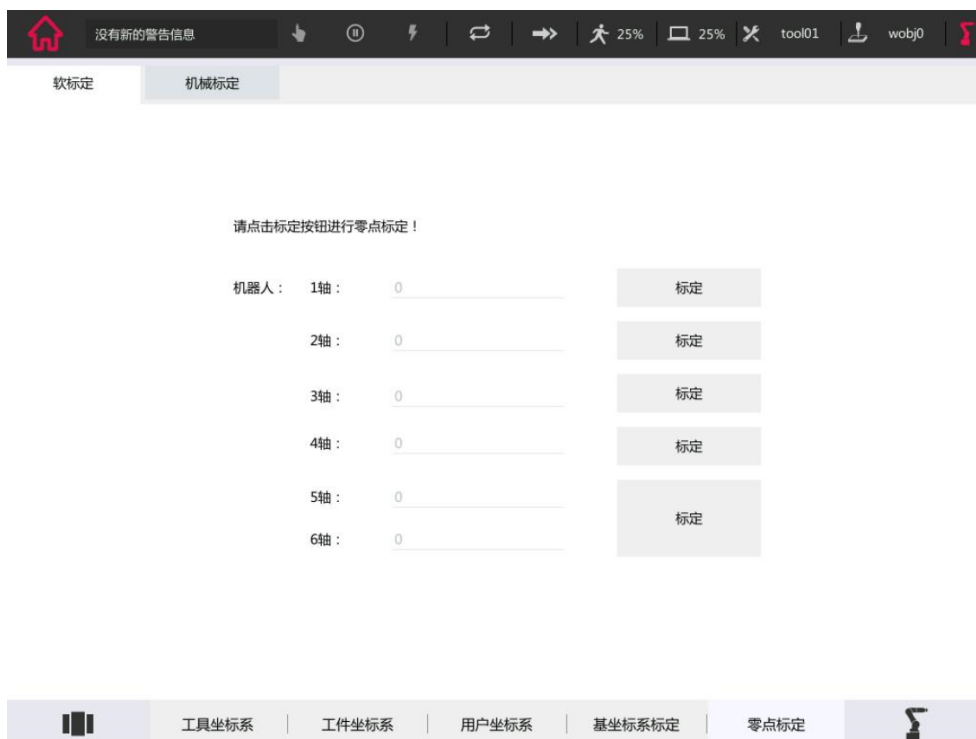 没有新的警告信息 25% 25% tool01 wobj0
软标定 机械标定
请点击标定按钮进行零点标定！
机器人： 1轴： 0 标定
2轴： 0 标定
3轴： 0 标定
4轴： 0 标定
5轴： 0
标定
6轴： 0
工具坐标系 工件坐标系 用户坐标系 基坐标系标定 零点标定